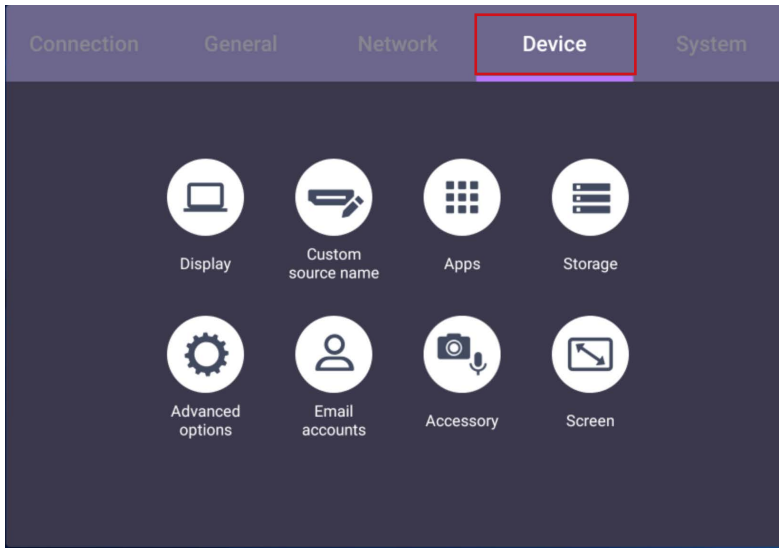 Connection
General
Network
Device
System
Display
Custom
source name
Apps
Storage
Advanced
options
Email
accounts
Accessory
Screen